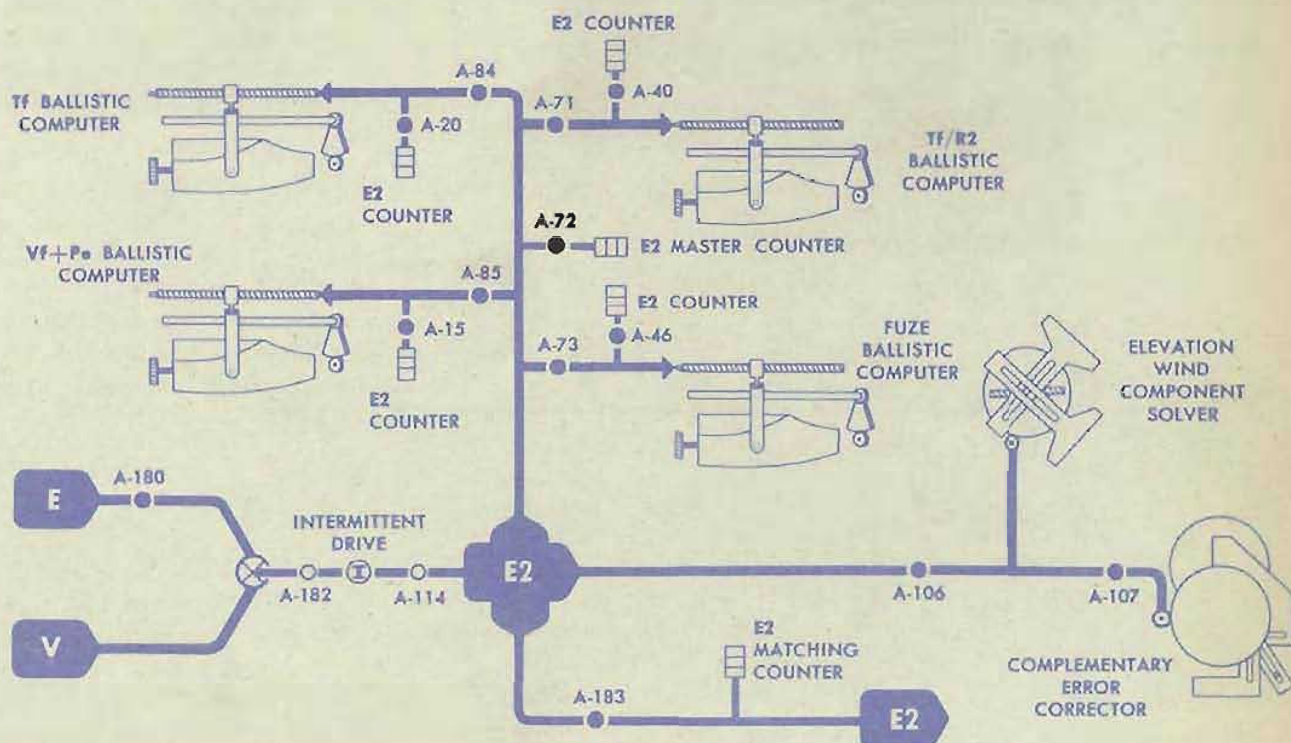 E2 COUNTER
A-84
A-40
A-71
Tf BALLISTIC
COMPUTER
A-20
Tf/R2
BALLISTIC
COMPUTER
E2
COUNTER
A-72
E2 MASTER COUNTER
Vf+Pe BALLISTIC
COMPUTER
A-85
E2 COUNTER
A-15
A-73
A-46
FUZE
BALLISTIC
COMPUTER
ELEVATION
WIND
COMPONENT
SOLVER
E2
COUNTER
E
A-180
INTERMITTENT
DRIVE
I
E2
A-182
A-114
A-106
A-107
V
E2
MATCHING
COUNTER
A-183
E2
COMPLEMENTARY
ERROR
CORRECTOR